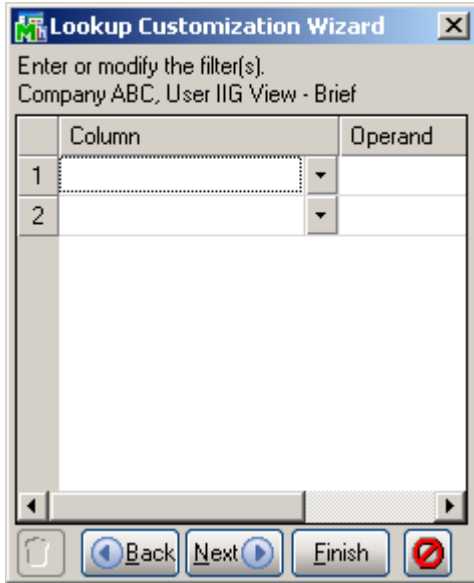 Lookup Customization Wizard
Enter or modify the filter(s).
Company ABC, User IIG View - Brief
Column Operand
1
2
Back Next Finish